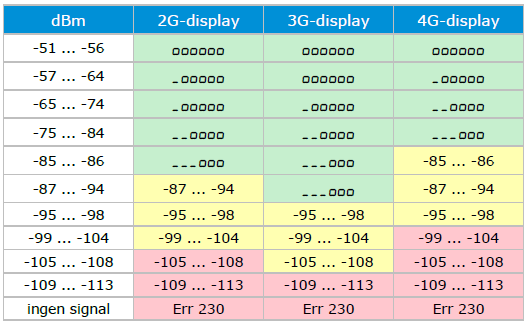 dBm 2G-display 3G-display 4G-display
-51 ... -56 oooooo oooooo oooooo
-57 ... -64 _ooooo oooooo _ooooo
-65 ... -74 _ooooo _ooooo __oooo
-75 ... -84 __oooo __oooo ___ooo
-85 ... -86 ___ooo ___ooo -85 ... -86
-87 ... -94 -87 ... -94 ___ooo -87 ... -94
-95 ... -98 -95 ... -98 -95 ... -98 -95 ... -98
-99 ... -104 -99 ... -104 -99 ... -104 -99 ... -104
-105 ... -108 -105 ... -108 -105 ... -108 -105 ... -108
-109 ... -113 -109 ... -113 -109 ... -113 -109 ... -113
ingen signal Err 230 Err 230 Err 230